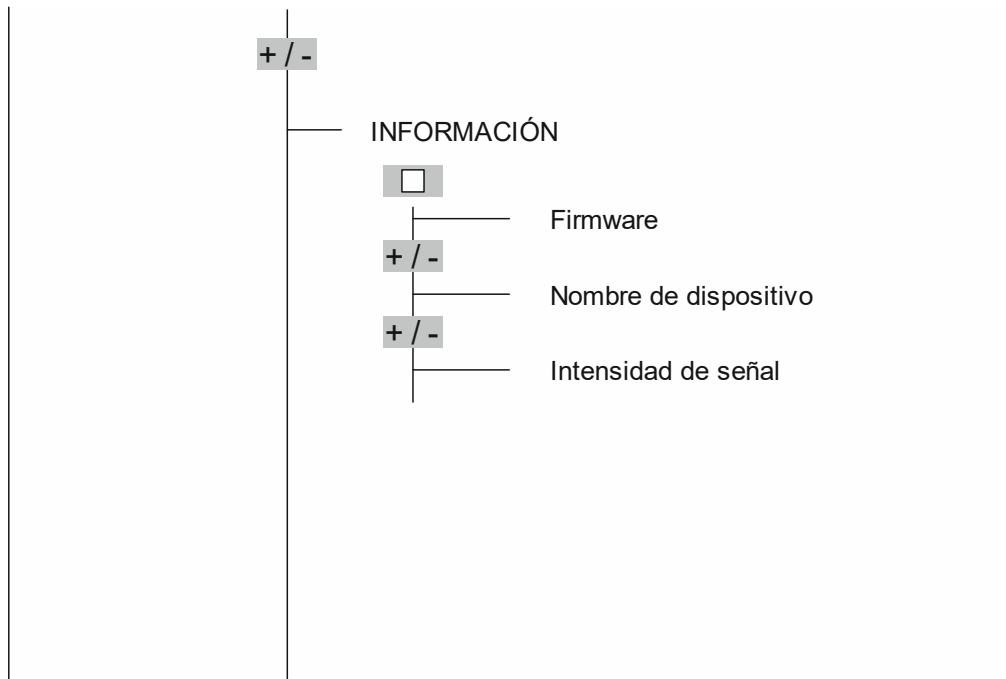 + / -
INFORMACIÓN
Firmware
+ / -
Nombre de dispositivo
+ / -
Intensidad de señal